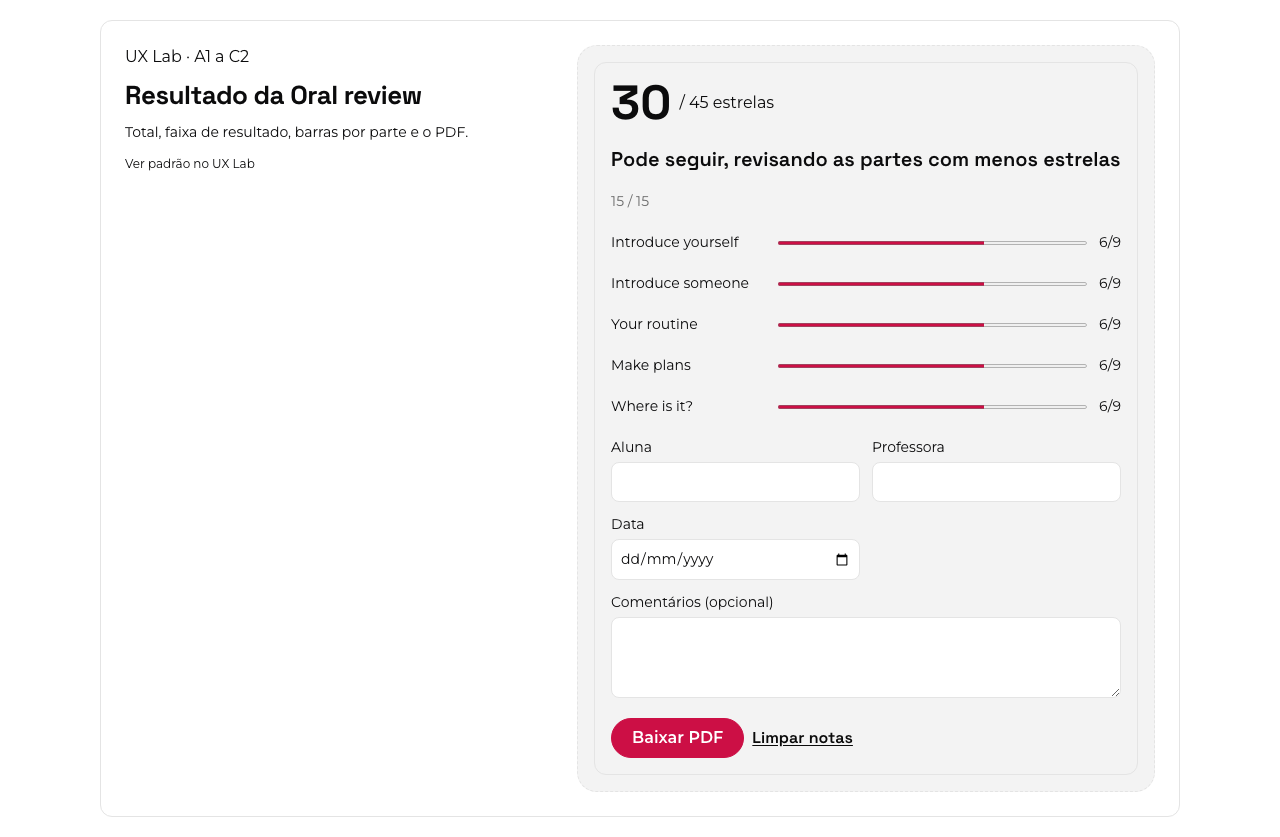 UX Lab · A1 a C2
Resultado da Oral review
Total, faixa de resultado, barras por parte e o PDF.
Ver padrão no UX Lab
30 / 45 estrelas
Pode seguir, revisando as partes com menos estrelas
15 / 15
Introduce yourself 6/9
Introduce someone 6/9
Your routine 6/9
Make plans 6/9
Where is it? 6/9
Aluna Professora
Data
dd/mm/yyyy
Comentários (opcional)
Baixar PDF Limpar notas